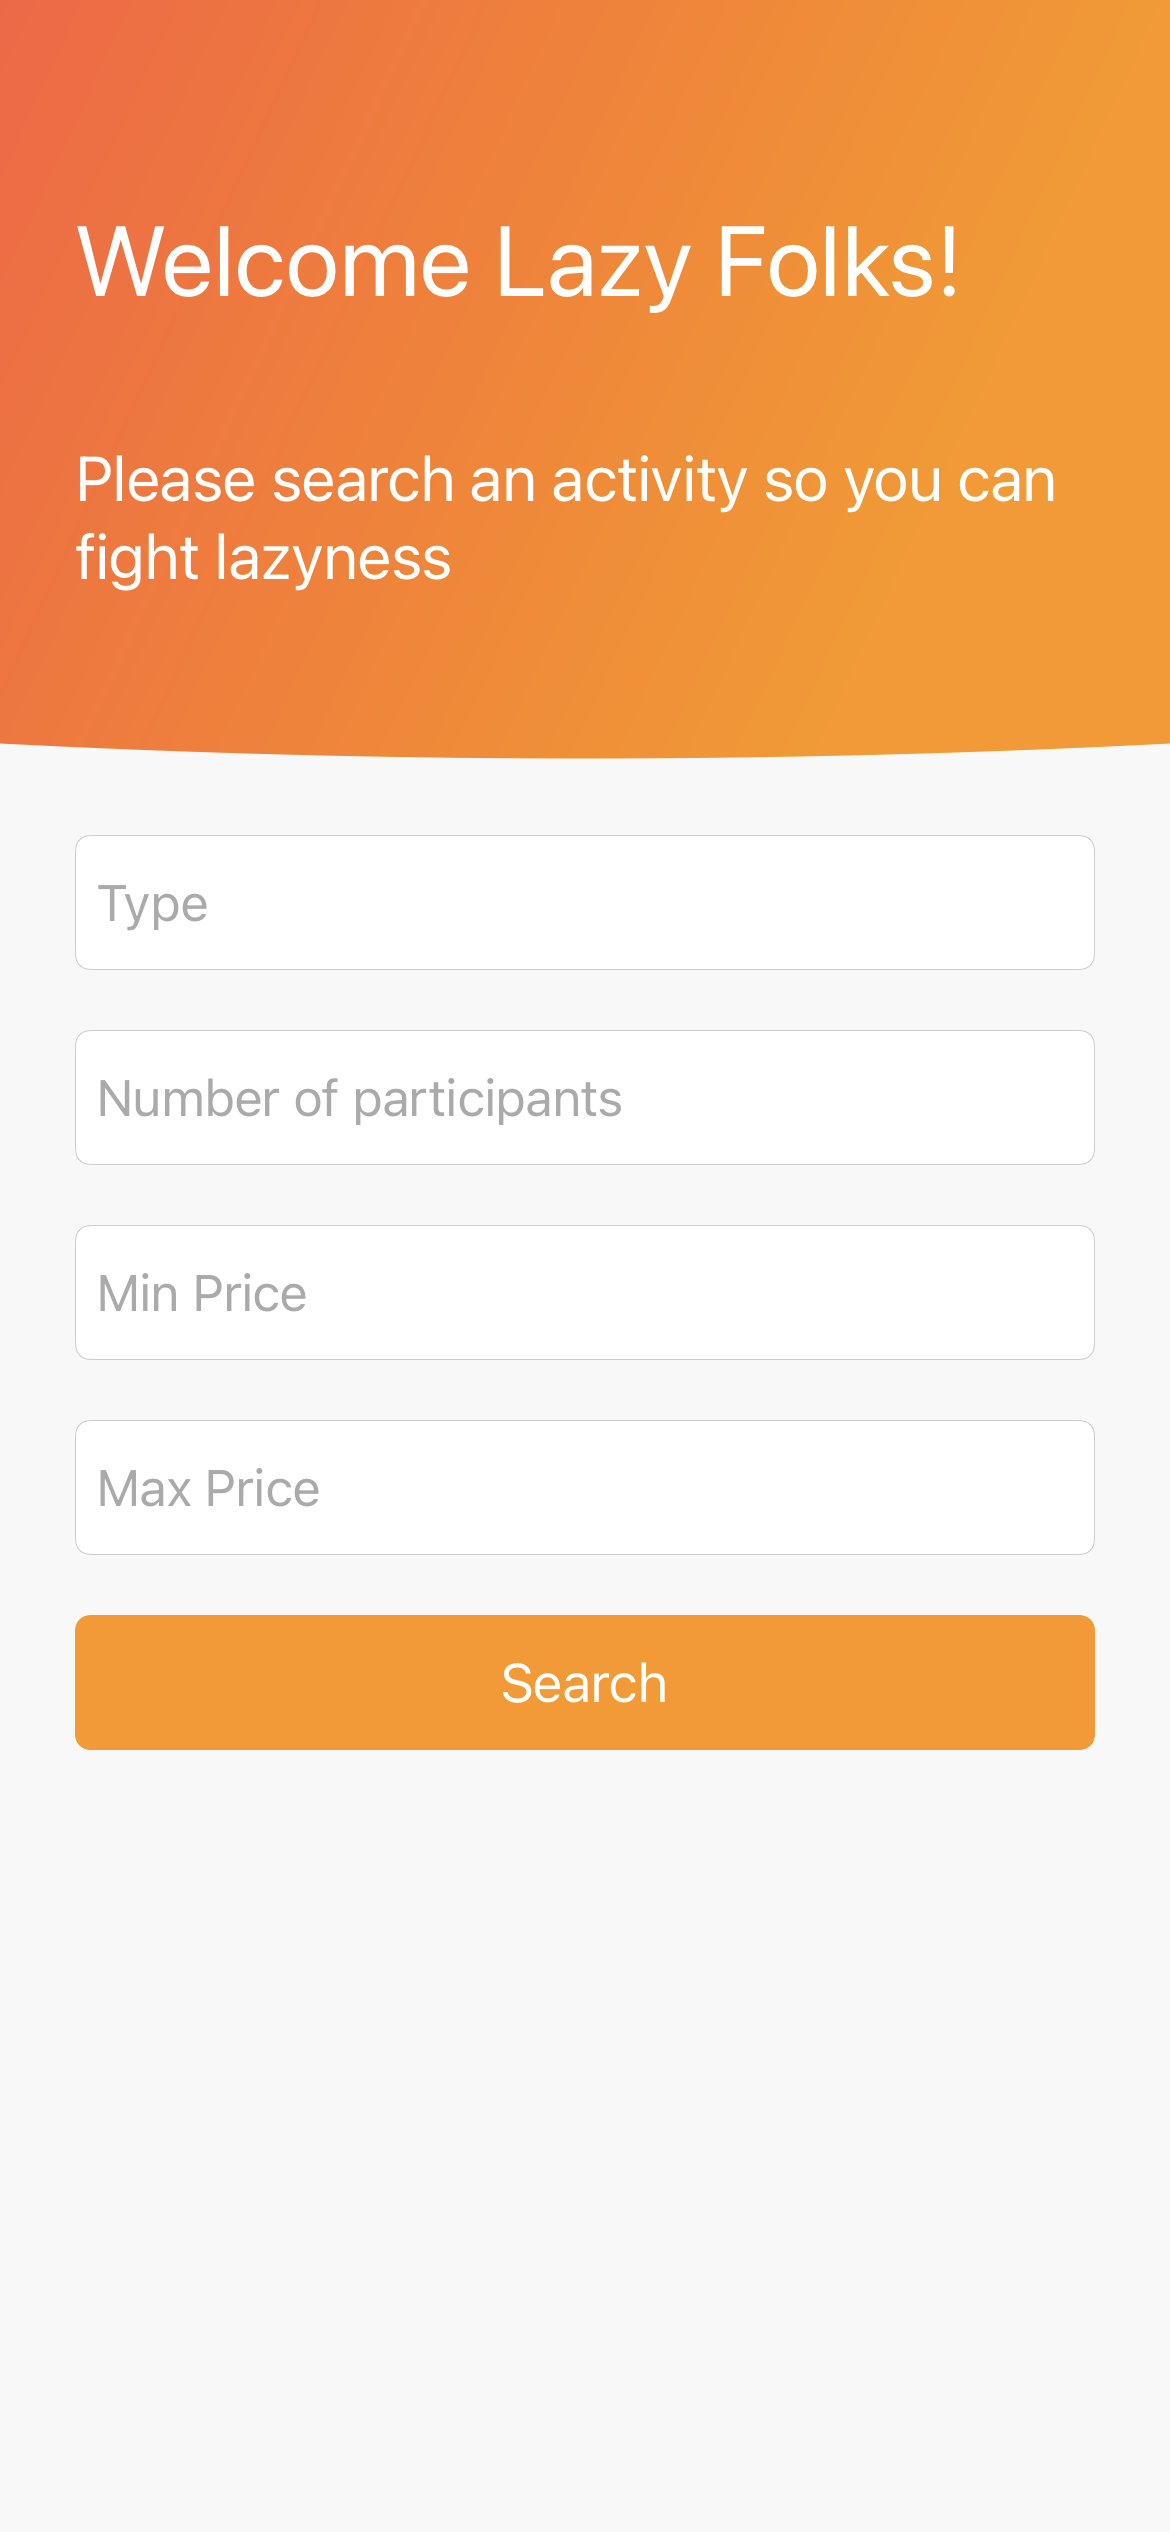 Welcome Lazy Folks!
Please search an activity so you can
fight lazyness
Type
Number of participants
Min Price
Max Price
Search